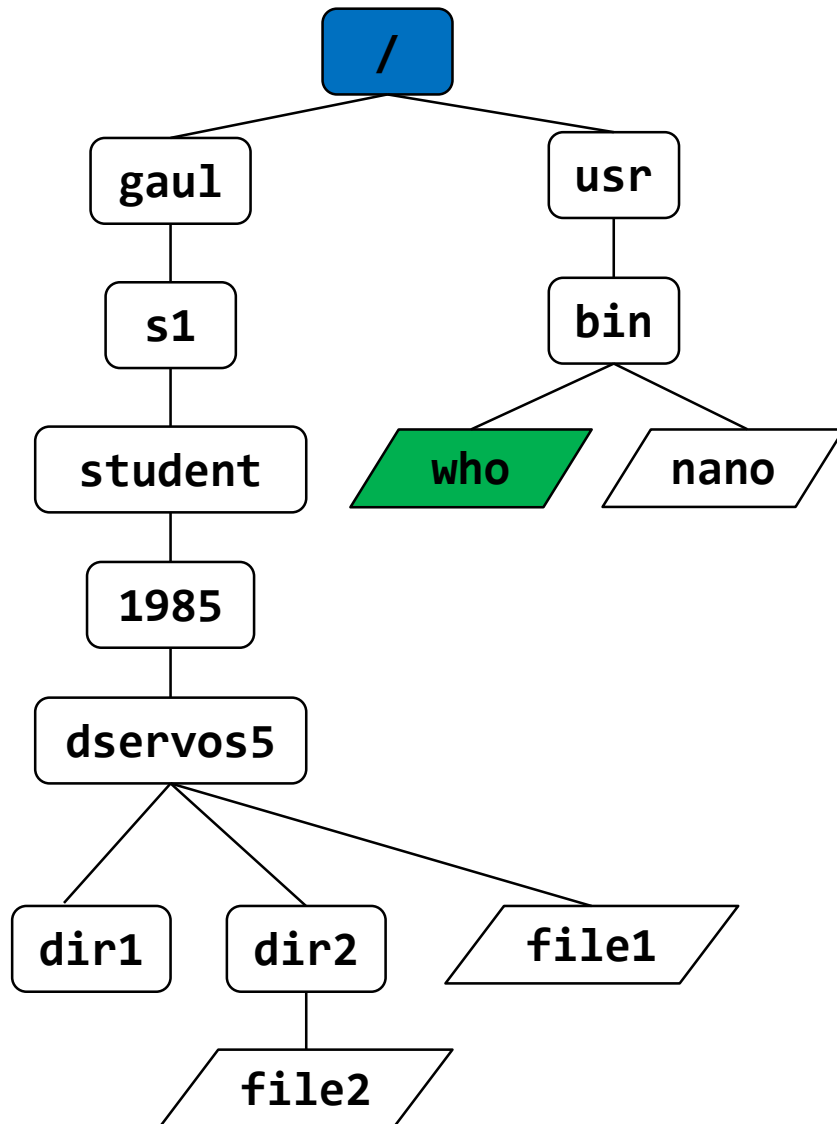 /
gaul
usr
s1
bin
student
who
nano
1985
dservos5
dir1
dir2
file1
file2